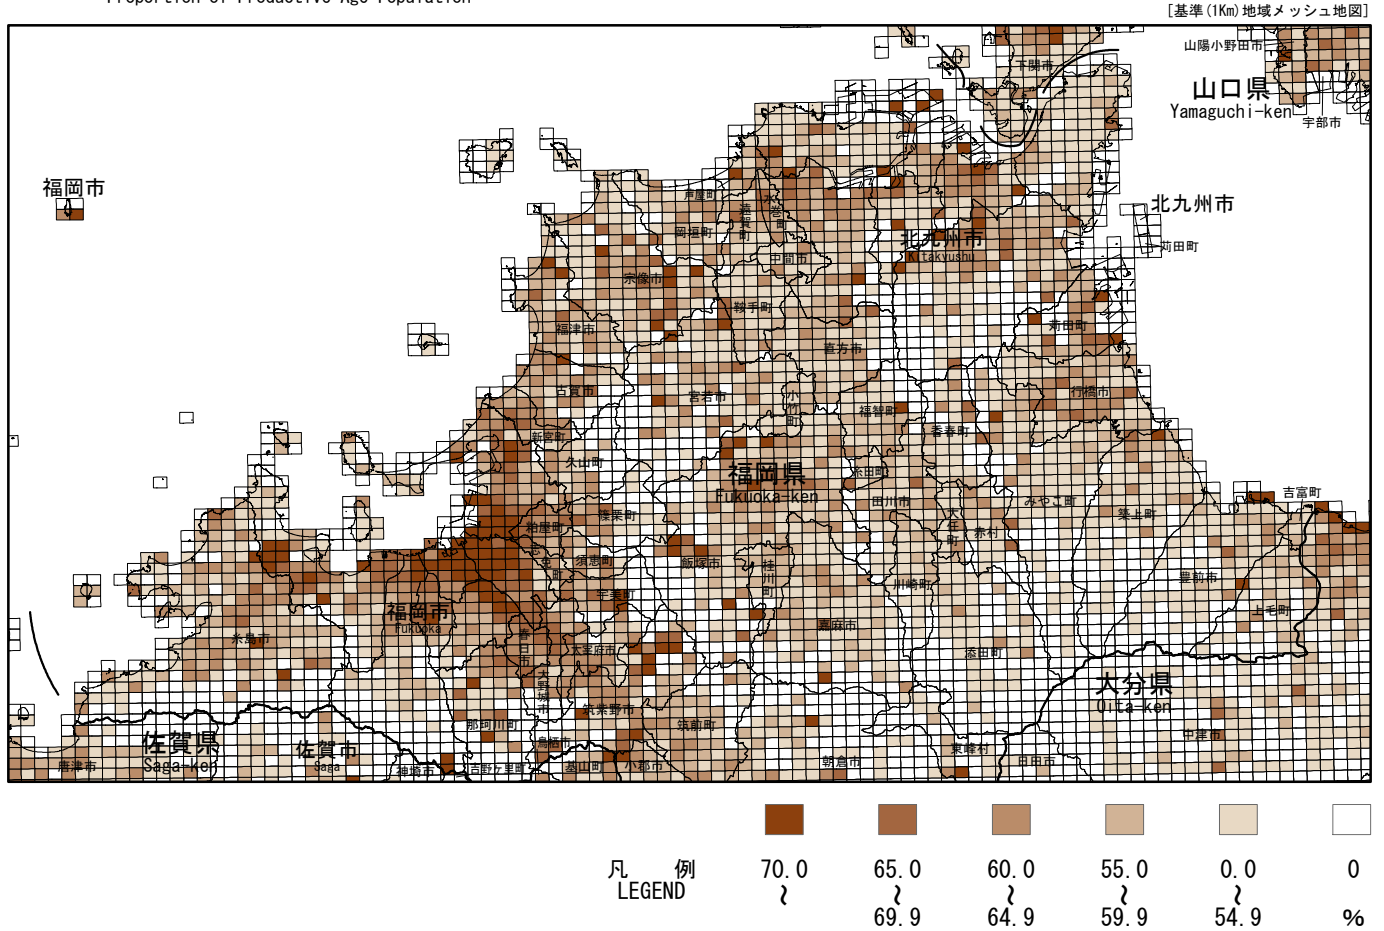 Proportion of Productive Age Population
[基準(1Km)地域メッシュ地図]
山陽小野田市
下関市
山口県
Yamaguchi-ken
宇部市
福岡市
芦屋町
水巻町
遠賀町
岡垣町
北九州市
北九州市
Kitakyushu
苅田町
中間市
宗像市
鞍手町
福津市
苅田町
直方市
古賀市
宮若市
小竹町
行橋市
福智町
新宮町
香春町
久山町
福岡県
Fukuoka-ken
糸田町
田川市
みやこ町
吉富町
篠栗町
粕屋町
大任町
築上町
赤村
志免町
須恵町
飯塚市
桂川町
川崎町
豊前市
宇美町
福岡市
Fukuoka
上毛町
嘉麻市
糸島市
春日市
太宰府市
添田町
大野城市
大分県
Oita-ken
筑紫野市
那珂川町
筑前町
佐賀県
Saga-ken
佐賀市
Saga
鳥栖市
東峰村
中津市
唐津市
神埼市
吉野ヶ里町
基山町
小郡市
朝倉市
日田市
凡 例
LEGEND
70.0 65.0 60.0 55.0 0.0 0
~ ~ ~ ~ ~
69.9 64.9 59.9 54.9 %